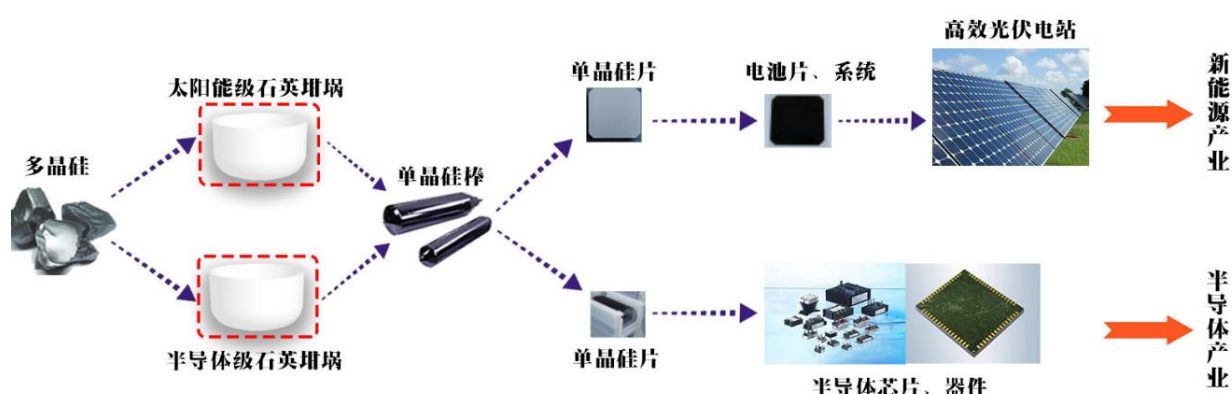 多晶硅
太阳能级石英坩埚
半导体级石英坩埚
单晶硅棒
单晶硅片
电池片、系统
高效光伏电站
新能源产业
单晶硅片
半导体芯片、器件
半导体产业